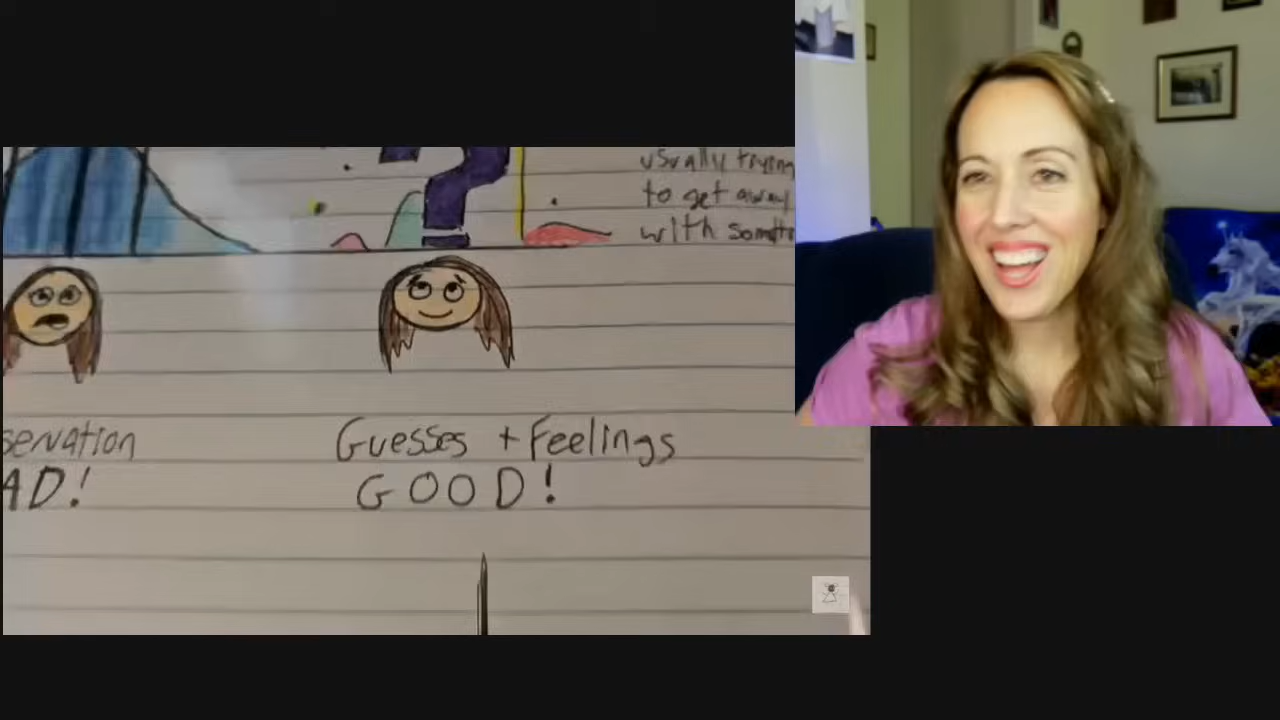 usually trying
to get away
with
servation
Guesses + Feelings
AD!
GOOD!